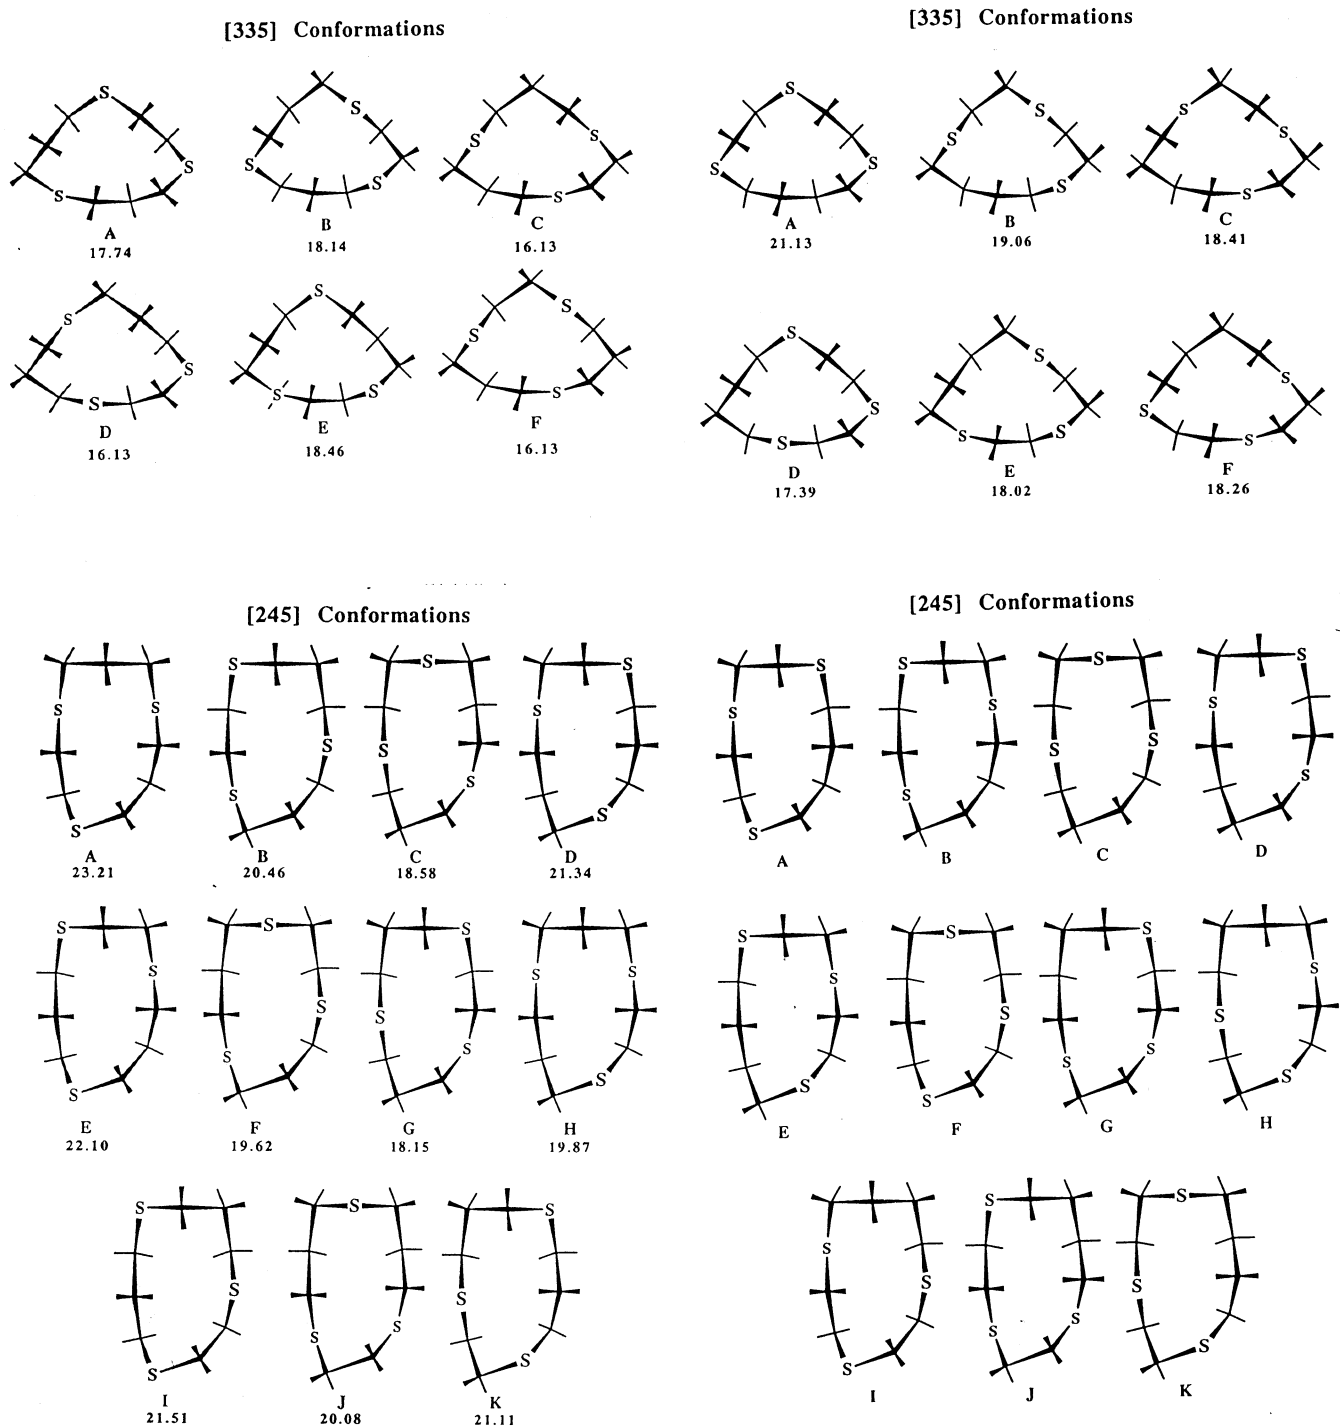 [335] Conformations
[335] Conformations
S
S
S
A
17.74
S
S
S
B
18.14
S
S
S
C
16.13
S
S
S
A
21.13
S
S
S
B
19.06
S
S
S
C
18.41
S
S
S
D
16.13
S
S
S
E
18.46
S
S
S
F
16.13
S
S
S
D
17.39
S
S
S
E
18.02
S
S
S
F
18.26
[245] Conformations
[245] Conformations
S
S
S
A
23.21
S
S
S
B
20.46
S
S
S
C
18.58
S
S
S
D
21.34
S
S
S
A
S
S
S
B
S
S
S
C
S
S
S
D
S
S
S
E
22.10
S
S
S
F
19.62
S
S
S
G
18.15
S
S
S
H
19.87
S
S
S
E
S
S
S
F
S
S
S
G
S
S
S
H
S
S
S
I
21.51
S
S
S
J
20.08
S
S
S
K
21.11
S
S
S
I
S
S
S
J
S
S
S
K